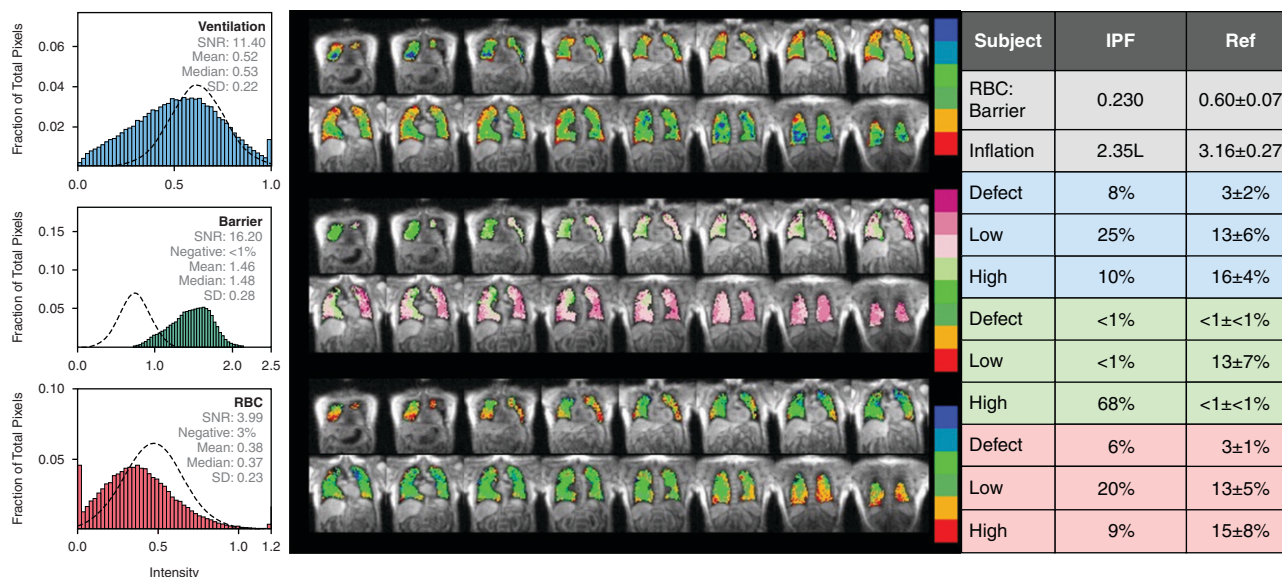 Ventilation
SNR: 11.40
Mean: 0.52
Median: 0.53
SD: 0.22
Fraction of Total Pixels
0.06
0.04
0.02
0.0
0.5
1.0
Barrier
SNR: 16.20
Negative: <1%
Mean: 1.46
Median: 1.48
SD: 0.28
Fraction of Total Pixels
0.15
0.10
0.05
0.0
1.0
2.0
2.5
RBC
SNR: 3.99
Negative: 3%
Mean: 0.38
Median: 0.37
SD: 0.23
Fraction of Total Pixels
0.10
0.05
0.0
0.5
1.0
1.2
Intensity
Subject IPF Ref
RBC:
Barrier 0.230 0.60±0.07
Inflation 2.35L 3.16±0.27
Defect 8% 3±2%
Low 25% 13±6%
High 10% 16±4%
Defect <1% <1±<1%
Low <1% 13±7%
High 68% <1±<1%
Defect 6% 3±1%
Low 20% 13±5%
High 9% 15±8%